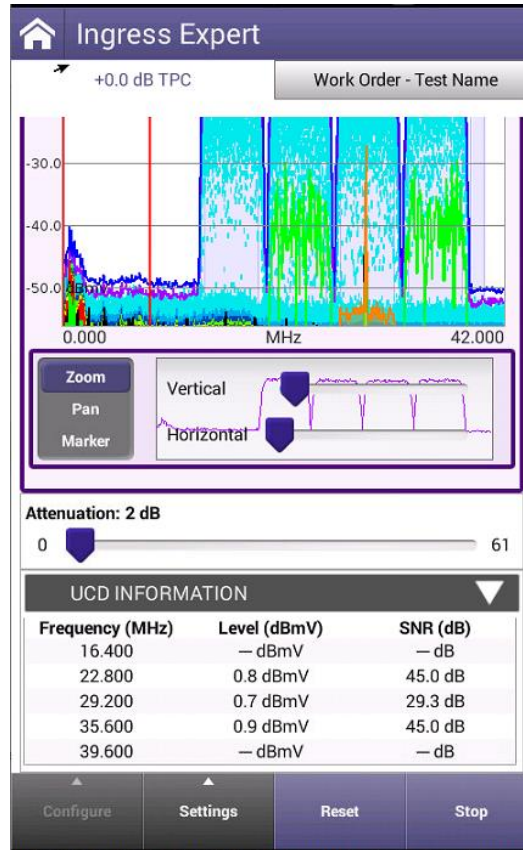 Ingress Expert
+0.0 dB TPC
Work Order - Test Name
-30.0
-40.0
-50.0 dBmV
0.000 MHz 42.000
Zoom
Pan
Marker
Vertical
Horizontal
Attenuation: 2 dB
0 61
UCD INFORMATION
Frequency (MHz) Level (dBmV) SNR (dB)
16.400 — dBmV — dB
22.800 0.8 dBmV 45.0 dB
29.200 0.7 dBmV 29.3 dB
35.600 0.9 dBmV 45.0 dB
39.600 — dBmV — dB
Configure Settings Reset Stop